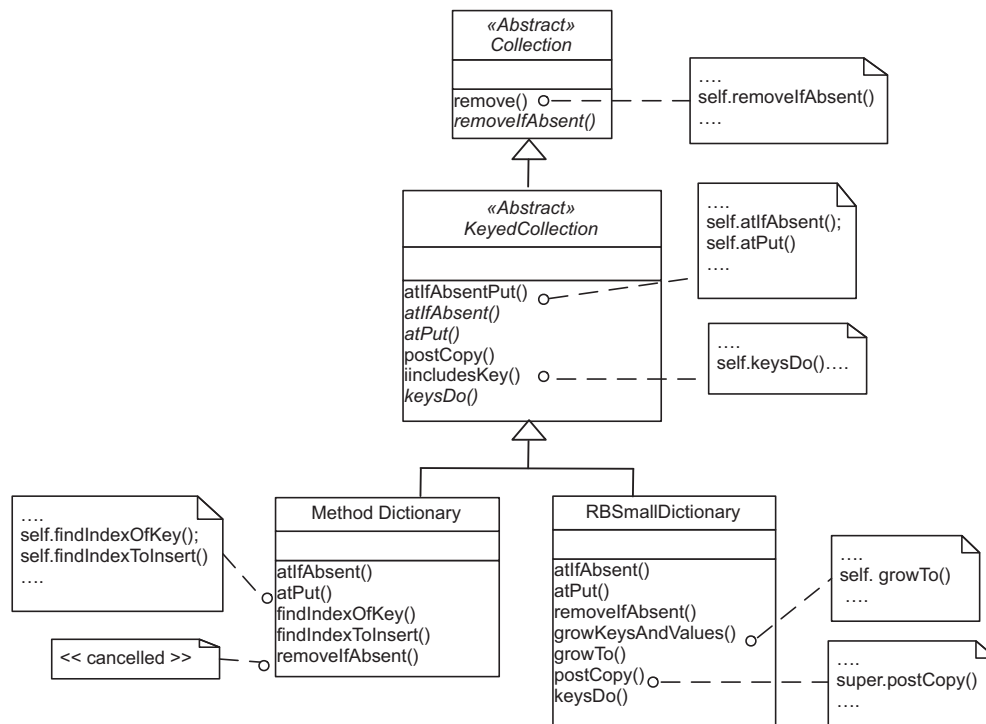 «Abstract»
Collection
remove()
removeIfAbsent()
....
self.removeIfAbsent()
....
«Abstract»
KeyedCollection
atIfAbsentPut()
atIfAbsent()
atPut()
postCopy()
iincludesKey()
keysDo()
....
self.atIfAbsent();
self.atPut()
....
....
self.keysDo()....
....
self.findIndexOfKey();
self.findIndexToInsert()
....
<< cancelled >>
Method Dictionary
atIfAbsent()
atPut()
findIndexOfKey()
findIndexToInsert()
removeIfAbsent()
RBSmallDictionary
atIfAbsent()
atPut()
removeIfAbsent()
growKeysAndValues()
growTo()
postCopy()
keysDo()
....
self. growTo()
....
....
super.postCopy()
....